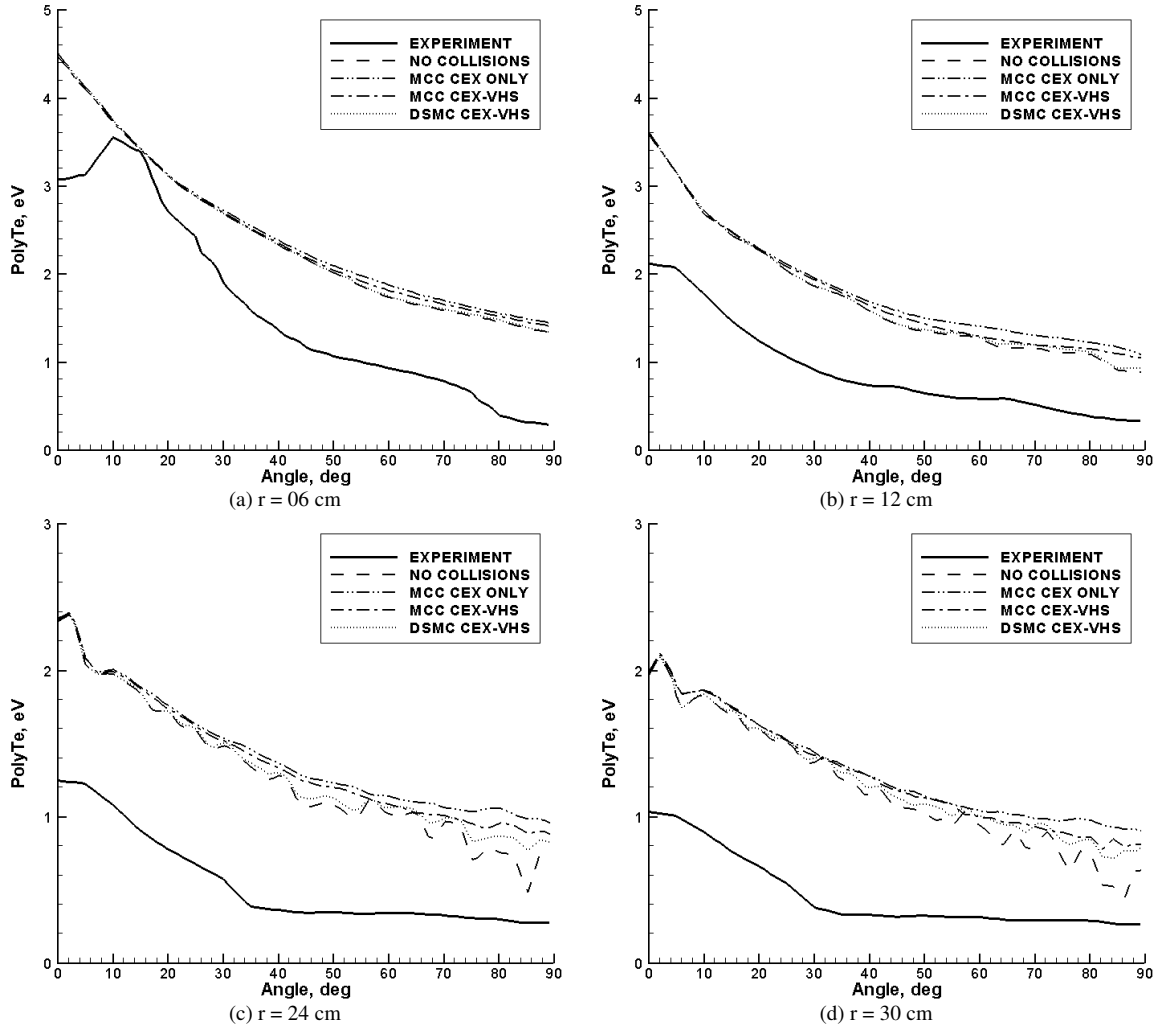 5
4
3
2
1
0
PolyTe, eV
EXPERIMENT
NO COLLISIONS
MCC CEX ONLY
MCC CEX-VHS
DSMC CEX-VHS
0 10 20 30 40 50 60 70 80 90
Angle, deg
(a) r = 06 cm
5
4
3
2
1
0
PolyTe, eV
EXPERIMENT
NO COLLISIONS
MCC CEX ONLY
MCC CEX-VHS
DSMC CEX-VHS
0 10 20 30 40 50 60 70 80 90
Angle, deg
(b) r = 12 cm
3
2
1
0
PolyTe, eV
EXPERIMENT
NO COLLISIONS
MCC CEX ONLY
MCC CEX-VHS
DSMC CEX-VHS
0 10 20 30 40 50 60 70 80 90
Angle, deg
(c) r = 24 cm
3
2
1
0
PolyTe, eV
EXPERIMENT
NO COLLISIONS
MCC CEX ONLY
MCC CEX-VHS
DSMC CEX-VHS
0 10 20 30 40 50 60 70 80 90
Angle, deg
(d) r = 30 cm